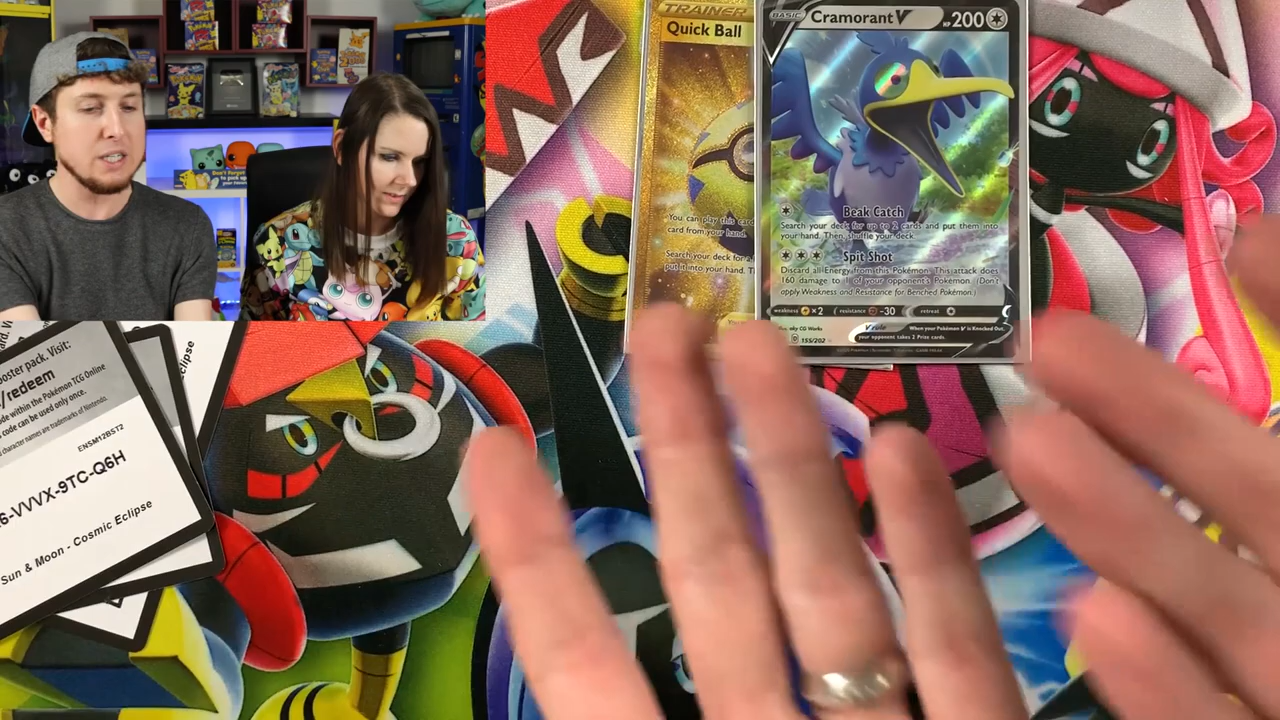 TRAINER
Quick Ball
You can play this card
card from your hand.
Search your deck for a
put it into your hand. T
BASIC
Cramorant V
HP 200
Beak Catch
Search your deck for up to 2 cards and put them into
your hand. Then, shuffle your deck.
Spit Shot
Discard all Energy from this Pokémon. This attack does
160 damage to 1 of your opponent's Pokémon. (Don't
apply Weakness and Resistance for Benched Pokémon.)
weakness ×2 resistance -30 retreat
V rule
When your Pokémon V is Knocked Out,
your opponent takes 2 Prize cards.
155/202
ooster pack. Visit:
/redeem
code within the Pokémon TCG Online
code can be used only once.
character names are trademarks of Nintendo.
ENSM12BST2
6-VVVX-9TC-Q6H
Sun & Moon - Cosmic Eclipse
Eclipse